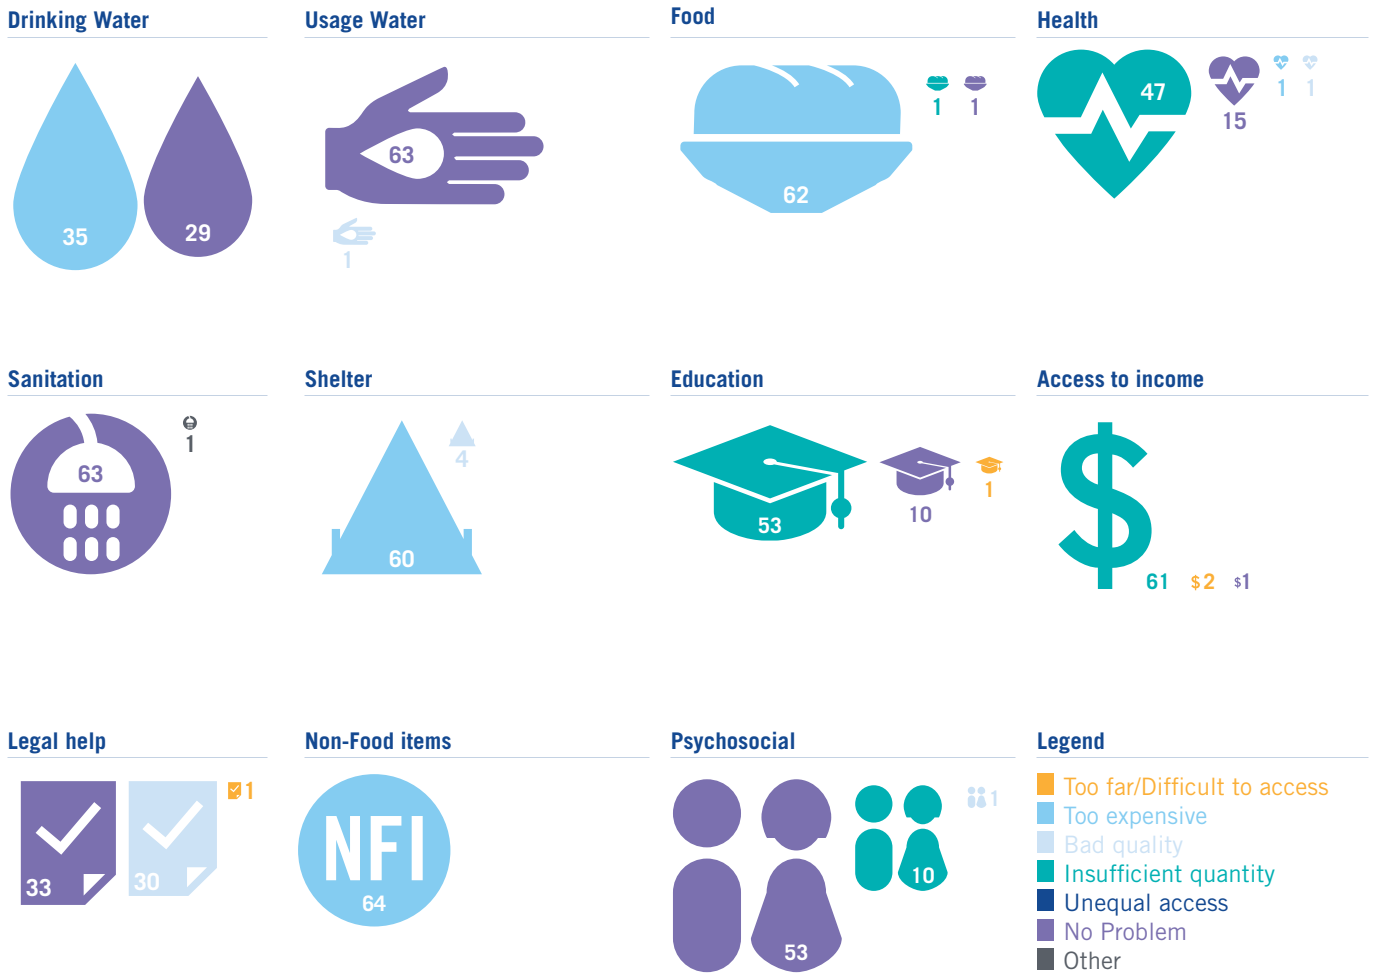 Drinking Water
35
29
Usage Water
63
1
Food
62
1
1
Health
47
15
1
1
Sanitation
63
1
Shelter
60
4
Education
53
10
1
Access to income
61
$ 2
$1
Legal help
33
30
1
Non-Food items
NFI
64
Psychosocial
53
10
1
Legend
Too far/Difficult to access
Too expensive
Bad quality
Insufficient quantity
Unequal access
No Problem
Other